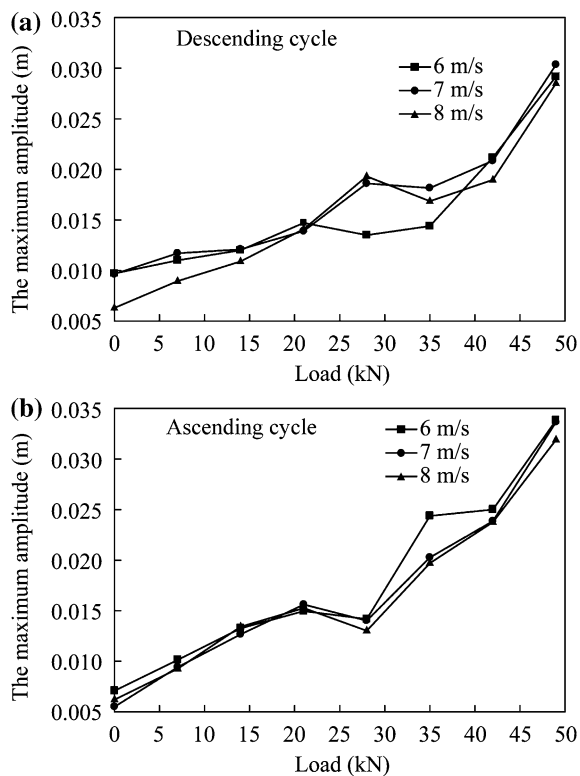 (a)
Descending cycle
6 m/s
7 m/s
8 m/s
The maximum amplitude (m)
0.035
0.030
0.025
0.020
0.015
0.010
0.005
0 5 10 15 20 25 30 35 40 45 50
Load (kN)
(b)
Ascending cycle
6 m/s
7 m/s
8 m/s
The maximum amplitude (m)
0.035
0.030
0.025
0.020
0.015
0.010
0.005
0 5 10 15 20 25 30 35 40 45 50
Load (kN)